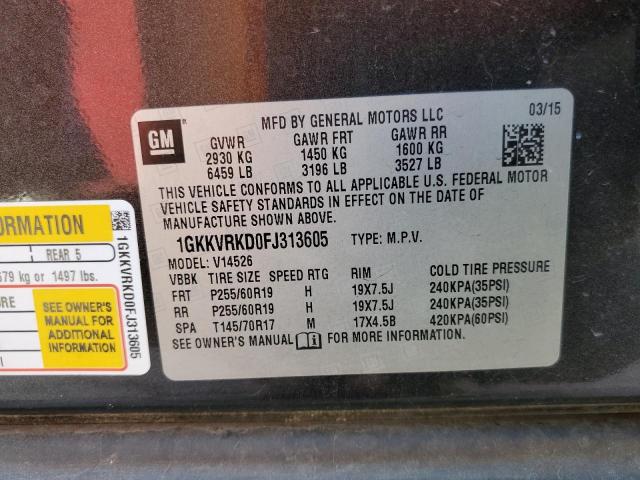 GM
MFD BY GENERAL MOTORS LLC 03/15
GVWR GAWR FRT GAWR RR
2930 KG 1450 KG 1600 KG
6459 LB 3196 LB 3527 LB
THIS VEHICLE CONFORMS TO ALL APPLICABLE U.S. FEDERAL MOTOR
VEHICLE SAFETY STANDARDS IN EFFECT ON THE DATE OF
MANUFACTURE SHOWN ABOVE.
1GKKVRKD0FJ313605 TYPE: M.P.V.
MODEL: V14526
VBBK TIRE SIZE SPEED RTG RIM COLD TIRE PRESSURE
FRT P255/60R19 H 19X7.5J 240KPA(35PSI)
RR P255/60R19 H 19X7.5J 240KPA(35PSI)
SPA T145/70R17 M 17X4.5B 420KPA(60PSI)
SEE OWNER'S MANUAL FOR MORE INFORMATION.
ORMATION
REAR 5
679 kg or 1497 lbs.
URE
SEE OWNER'S
MANUAL FOR
ADDITIONAL
INFORMATION
1GKKVRKD0FJ313605